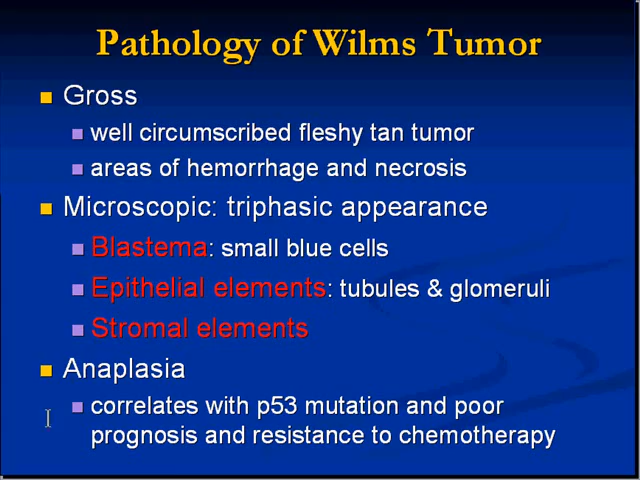 Pathology of Wilms Tumor
Gross
well circumscribed fleshy tan tumor
areas of hemorrhage and necrosis
Microscopic: triphasic appearance
Blastema: small blue cells
Epithelial elements: tubules & glomeruli
Stromal elements
Anaplasia
correlates with p53 mutation and poor
prognosis and resistance to chemotherapy